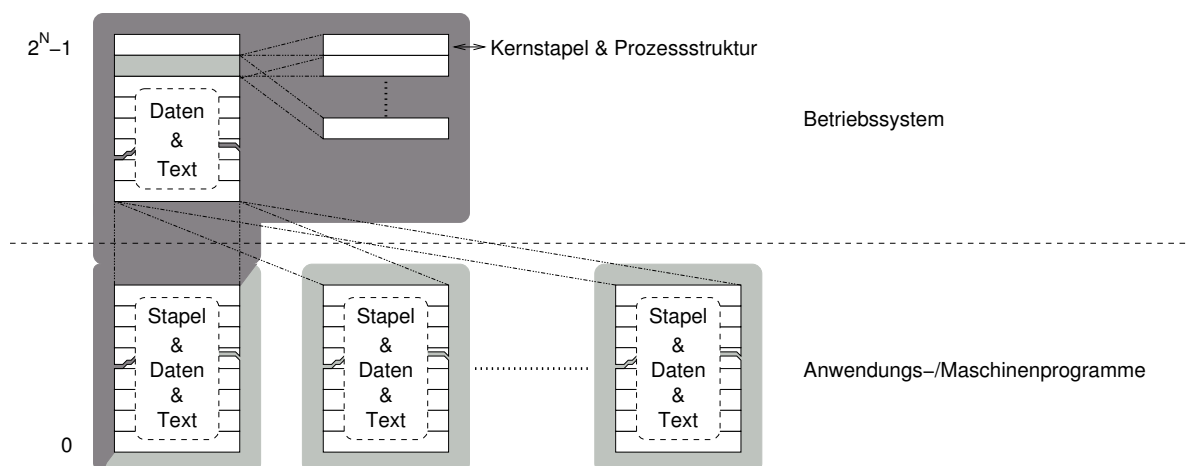 2^N–1
Kernstapel & Prozessstruktur
Daten
&
Text
Betriebssystem
Stapel
&
Daten
&
Text
Stapel
&
Daten
&
Text
Stapel
&
Daten
&
Text
Anwendungs–/Maschinenprogramme
0